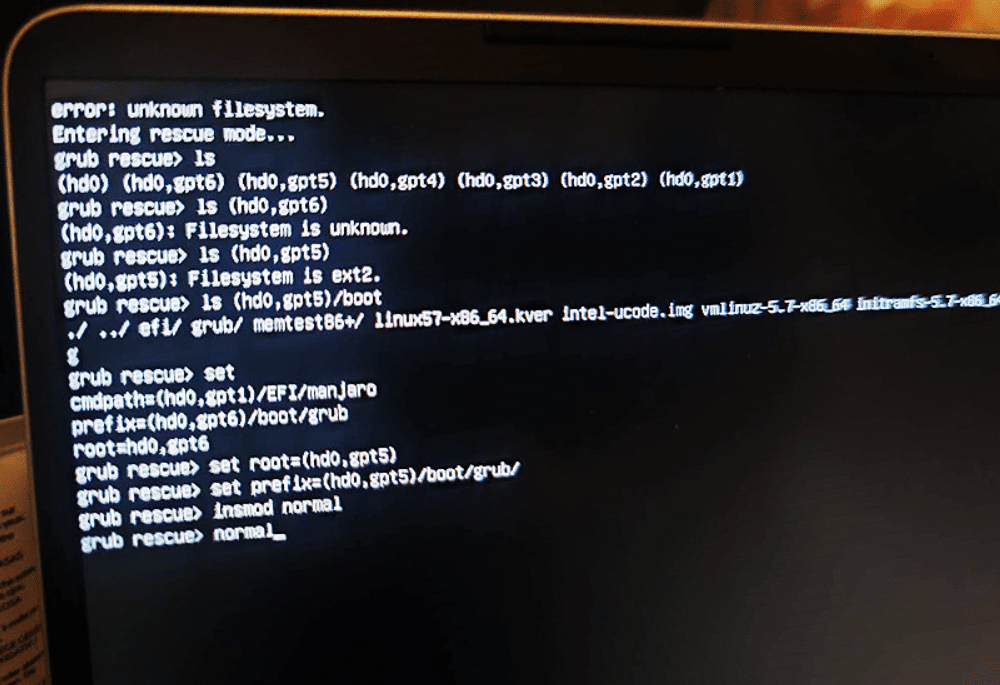 error: unknown filesystem.
Entering rescue mode...
grub rescue> ls
(hd0) (hd0,gpt6) (hd0,gpt5) (hd0,gpt4) (hd0,gpt3) (hd0,gpt2) (hd0,gpt1)
grub rescue> ls (hd0,gpt6)
(hd0,gpt6): Filesystem is unknown.
grub rescue> ls (hd0,gpt5)
(hd0,gpt5): Filesystem is ext2.
grub rescue> ls (hd0,gpt5)/boot
./ ../ efi/ grub/ memtest86+/ linux57-x86_64.kver intel-ucode.img vmlinuz-5.7-x86_64 initramfs-5.7-x86_64
g
grub rescue> set
cmdpath=(hd0,gpt1)/EFI/manjaro
prefix=(hd0,gpt6)/boot/grub
root=hd0,gpt6
grub rescue> set root=(hd0,gpt5)
grub rescue> set prefix=(hd0,gpt5)/boot/grub/
grub rescue> insmod normal
grub rescue> normal_